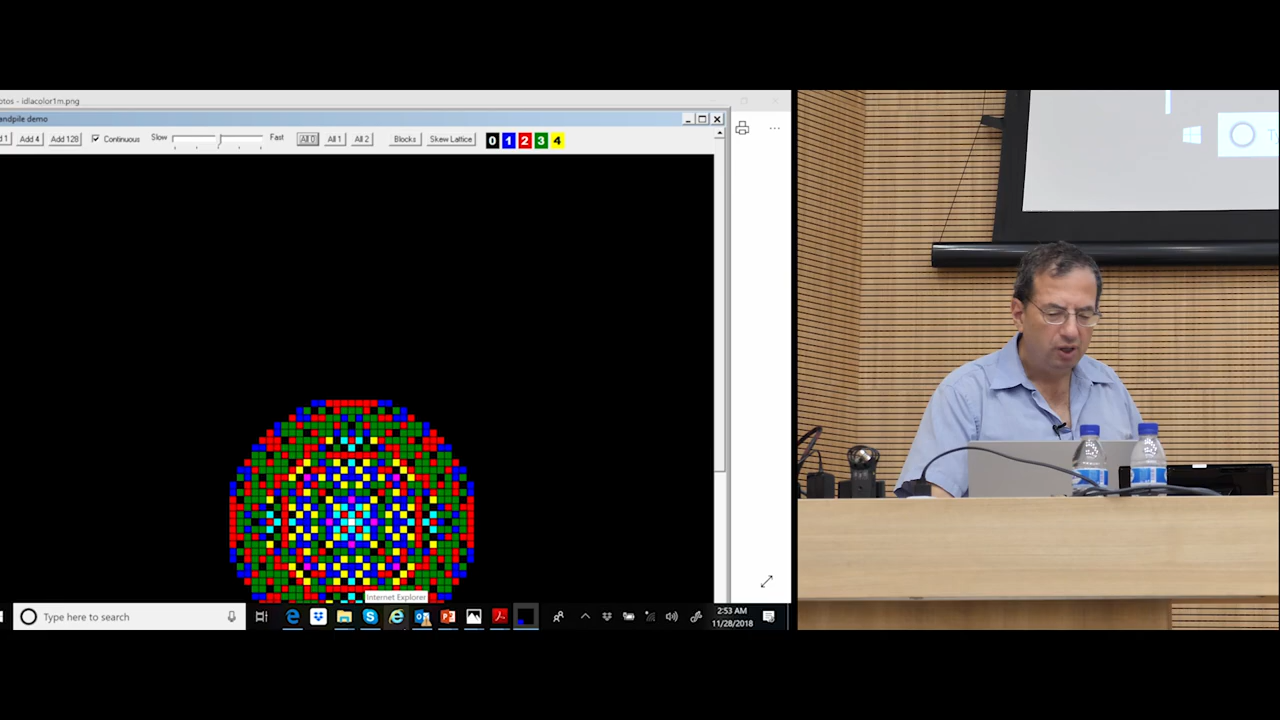 otos - idlacolor1m.png
andpile demo
d 1 Add 4 Add 128 Continuous Slow Fast All 0 All 1 All 2 Blocks Skew Lattice 0 1 2 3 4
Internet Explorer
Type here to search
2:53 AM
11/28/2018